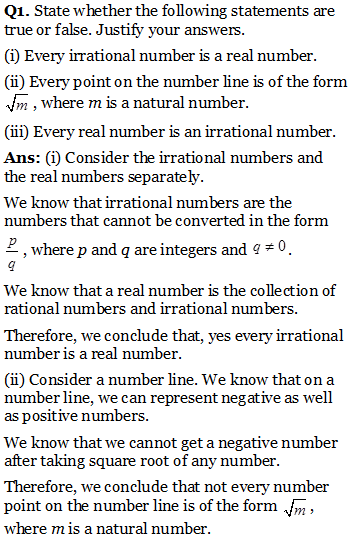 Q1. State whether the following statements are
true or false. Justify your answers.
(i) Every irrational number is a real number.
(ii) Every point on the number line is of the form
√m , where m is a natural number.
(iii) Every real number is an irrational number.
Ans: (i) Consider the irrational numbers and
the real numbers separately.
We know that irrational numbers are the
numbers that cannot be converted in the form
p/q , where p and q are integers and q ≠ 0 .
We know that a real number is the collection of
rational numbers and irrational numbers.
Therefore, we conclude that, yes every irrational
number is a real number.
(ii) Consider a number line. We know that on a
number line, we can represent negative as well
as positive numbers.
We know that we cannot get a negative number
after taking square root of any number.
Therefore, we conclude that not every number
point on the number line is of the form √m ,
where m is a natural number.